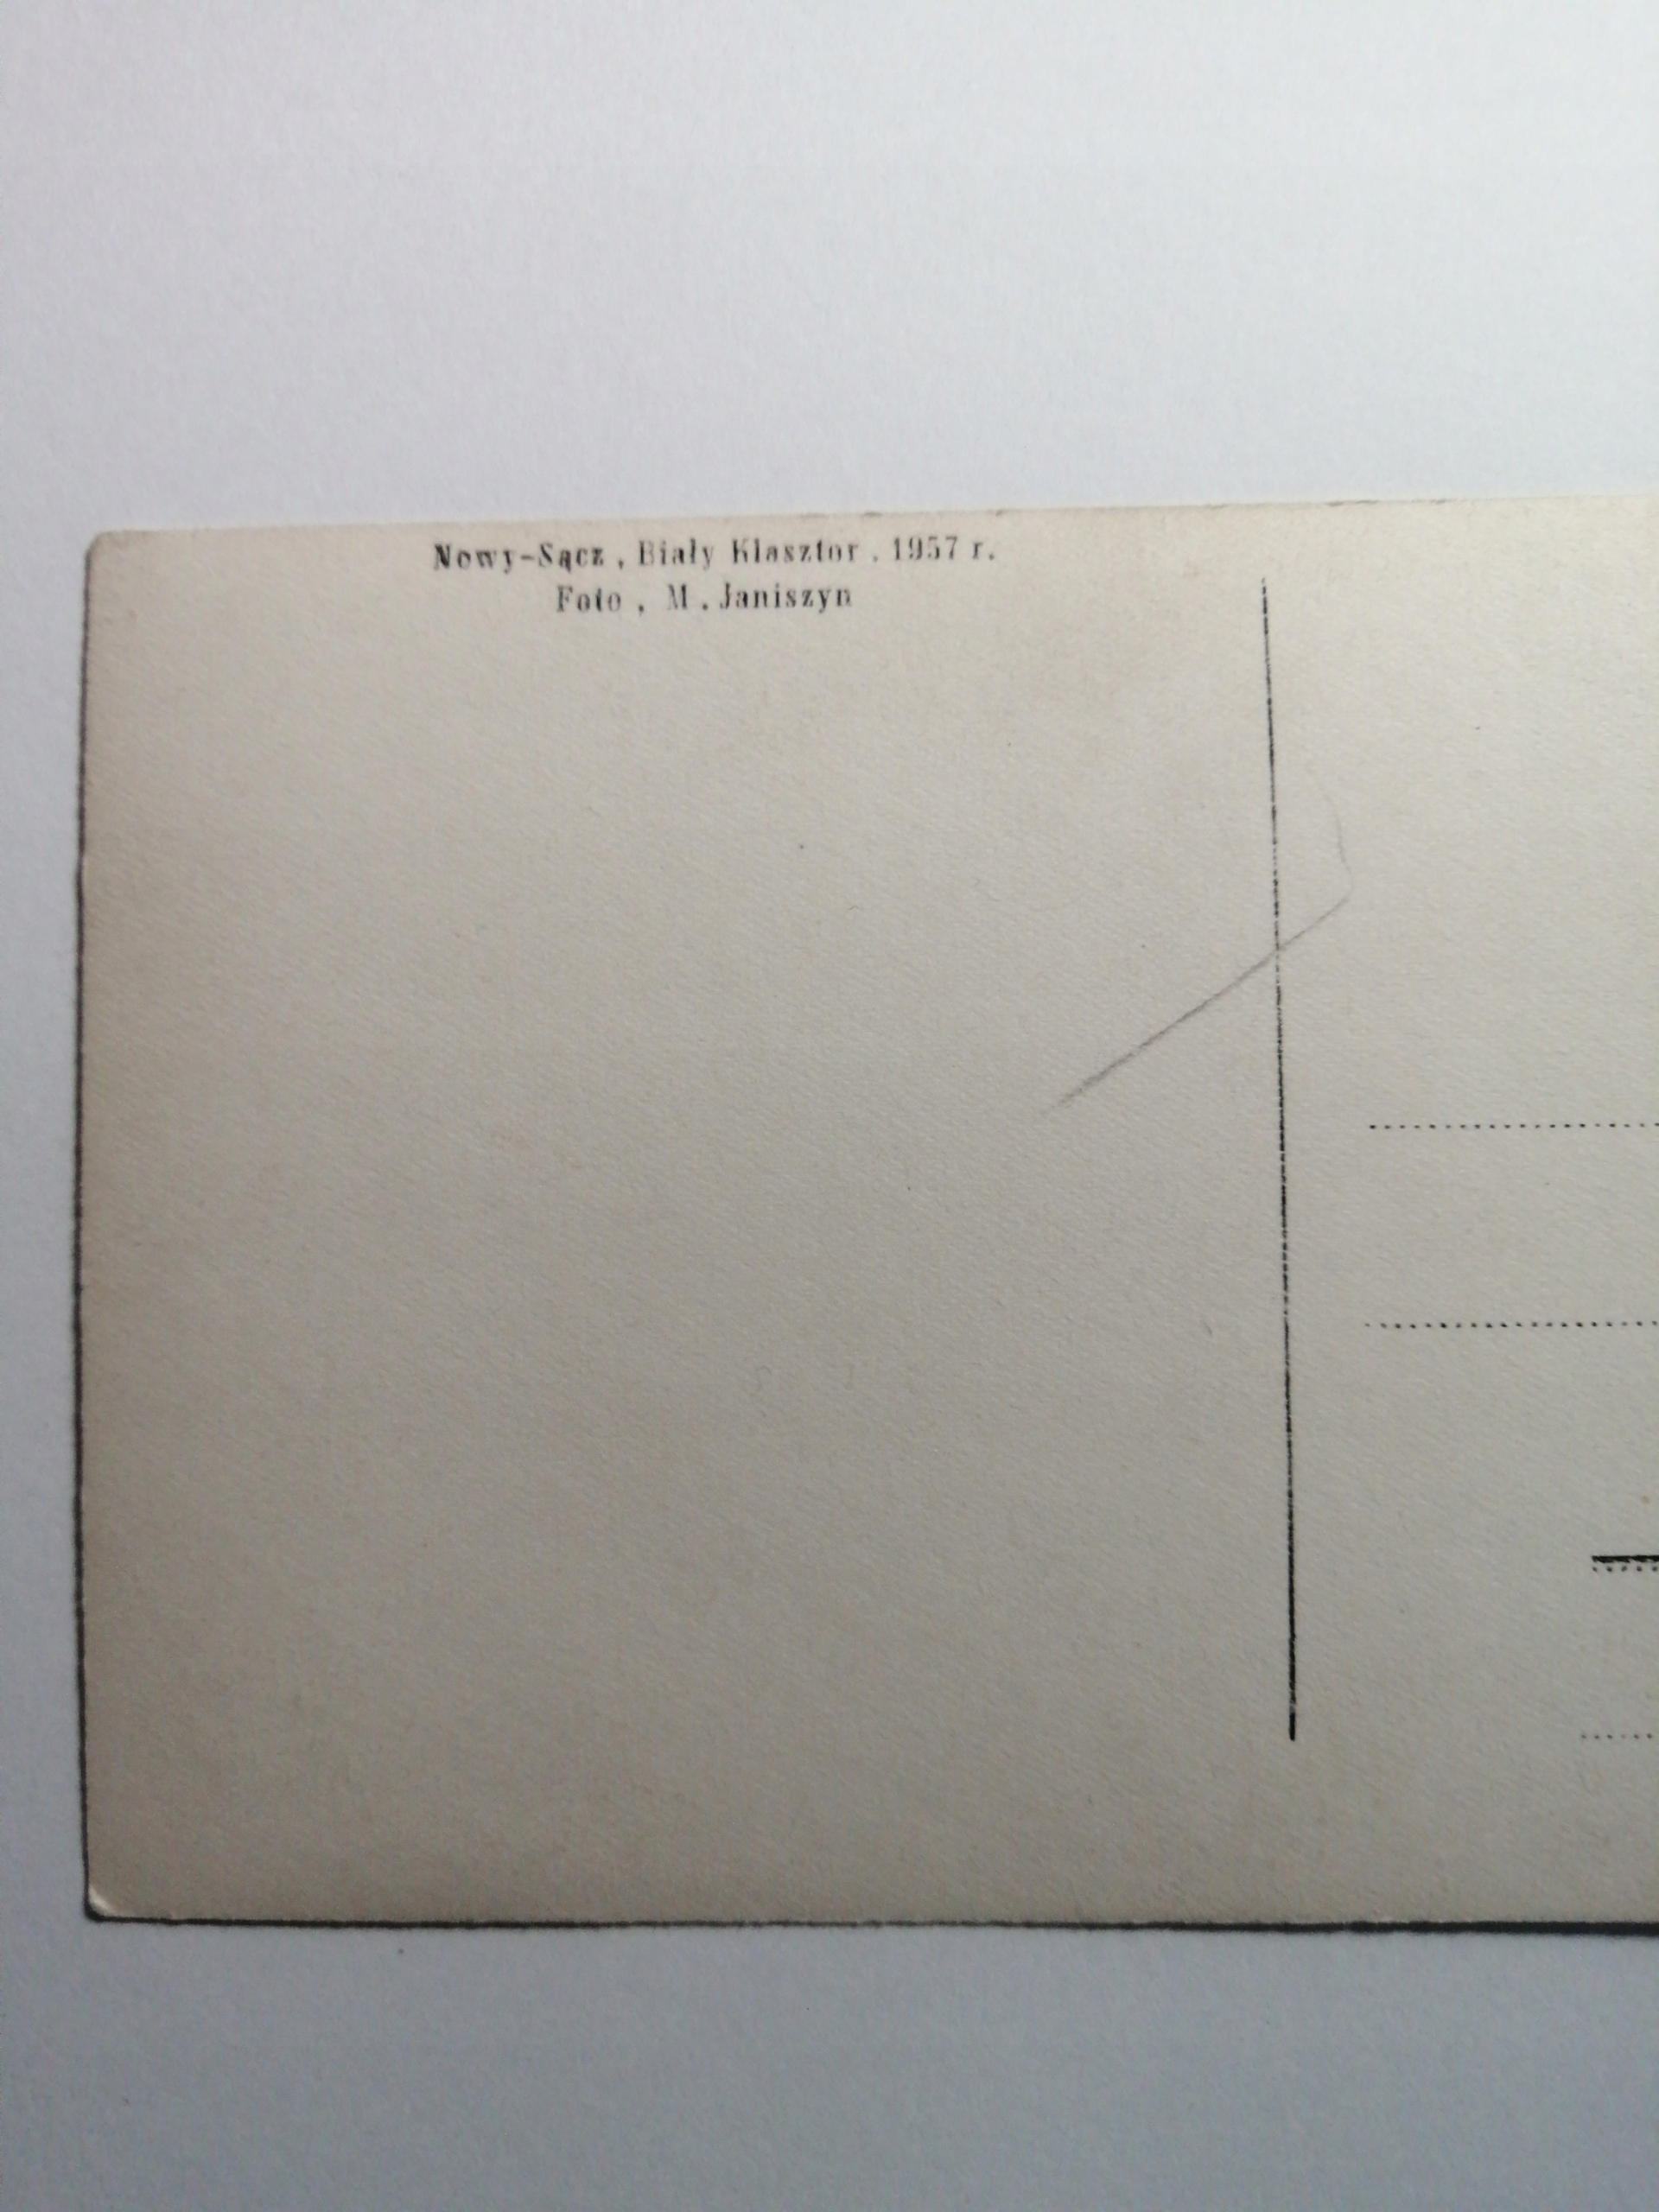 Nowy-Sącz , Biały Klasztor . 1957 r.
Foto , M . Janiszyn